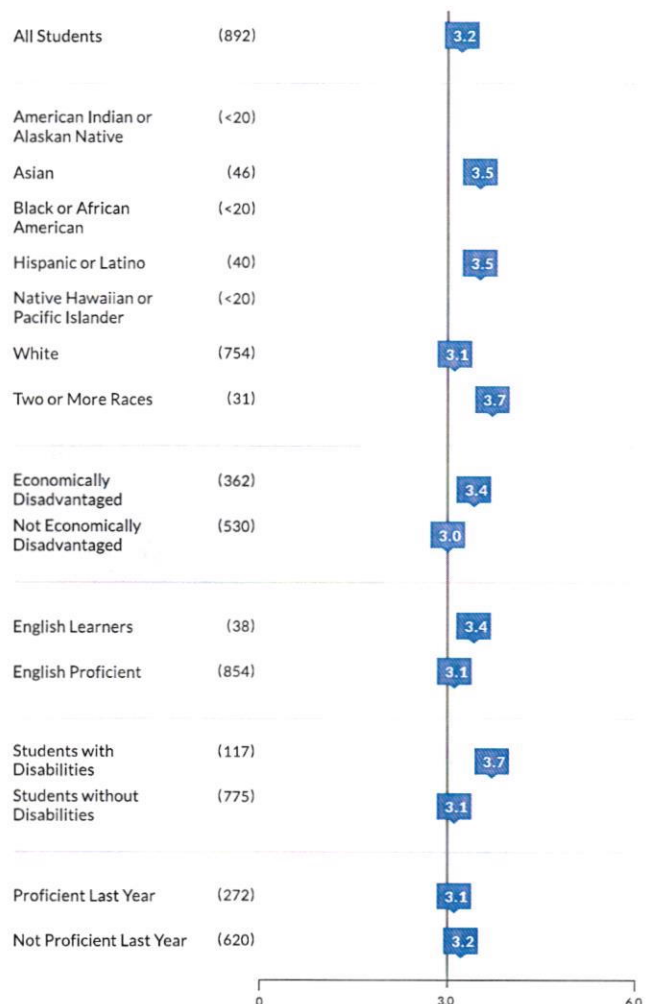 All Students (892) 3.2
American Indian or (<20)
Alaskan Native
Asian (46) 3.5
Black or African (<20)
American
Hispanic or Latino (40) 3.5
Native Hawaiian or (<20)
Pacific Islander
White (754) 3.1
Two or More Races (31) 3.7
Economically (362)
Disadvantaged 3.4
Not Economically (530) 3.0
Disadvantaged
English Learners (38) 3.4
English Proficient (854) 3.1
Students with (117)
Disabilities 3.7
Students without (775) 3.1
Disabilities
Proficient Last Year (272) 3.1
Not Proficient Last Year (620) 3.2
0 3.0 6.0